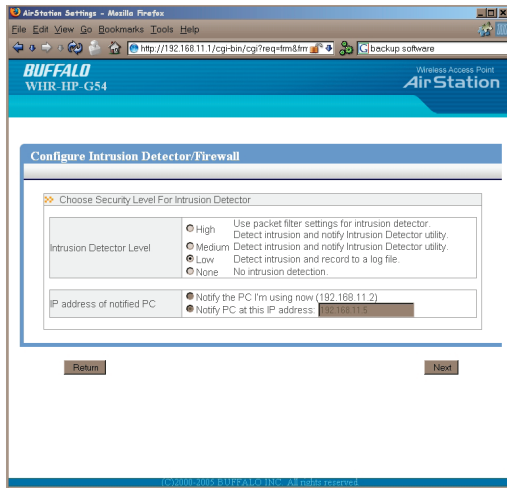 AirStation Settings - Mozilla Firefox
File Edit View Go Bookmarks Tools Help
http://192.168.11.1/cgi-bin/cgi?req=frm&frm
G backup software
BUFFALO
WHR-HP-G54
Wireless Access Point
AirStation
Configure Intrusion Detector/Firewall
Choose Security Level For Intrusion Detector
Intrusion Detector Level
High Use packet filter settings for intrusion detector.
Detect intrusion and notify Intrusion Detector utility.
Medium Detect intrusion and notify Intrusion Detector utility.
Low Detect intrusion and record to a log file.
None No intrusion detection.
IP address of notified PC
Notify the PC I'm using now (192.168.11.2)
Notify PC at this IP address: 192.168.11.5
Return
Next
(C)2000-2005 BUFFALO INC. All rights reserved